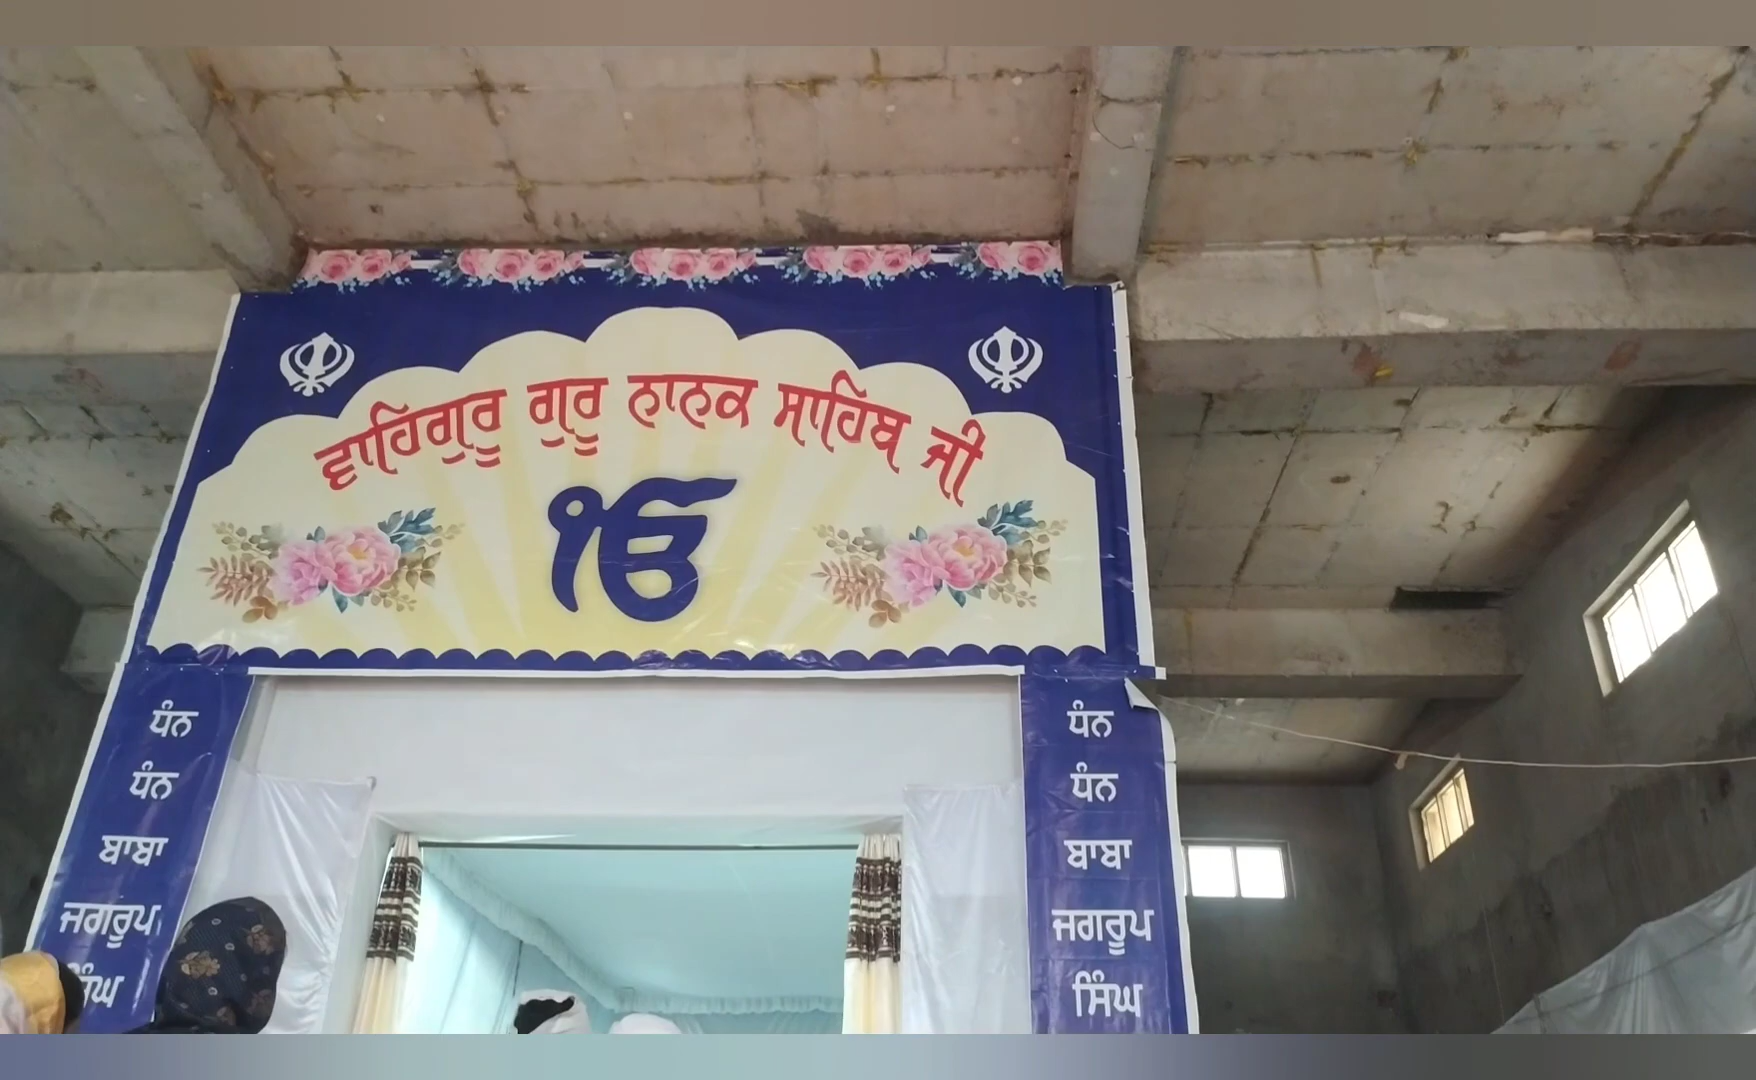 ਵਾਹਿਗੁਰੂ ਗੁਰੂ ਨਾਨਕ ਸਾਹਿਬ ਜੀ
ੴ
ਧੰਨ
ਧੰਨ
ਬਾਬਾ
ਜਗਰੂਪ
ਧੰਨ
ਧੰਨ
ਬਾਬਾ
ਜਗਰੂਪ
ਸਿੰਘ